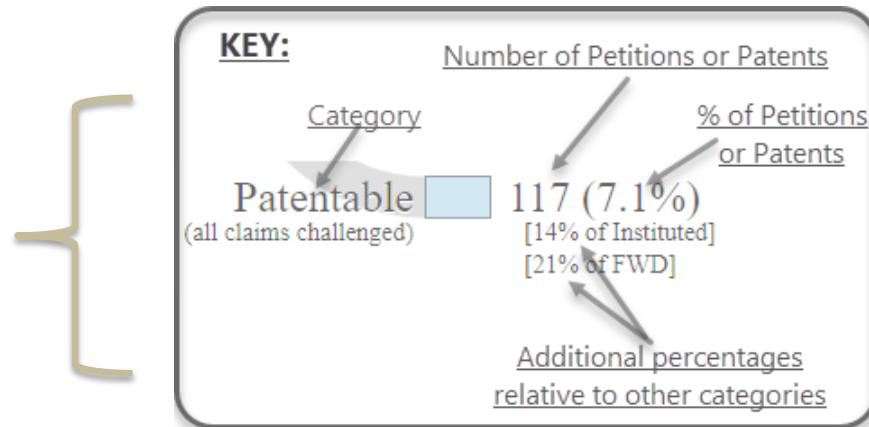 KEY:
Number of Petitions or Patents
Category
% of Petitions
or Patents
Patentable 117 (7.1%)
(all claims challenged) [14% of Instituted]
[21% of FWD]
Additional percentages
relative to other categories